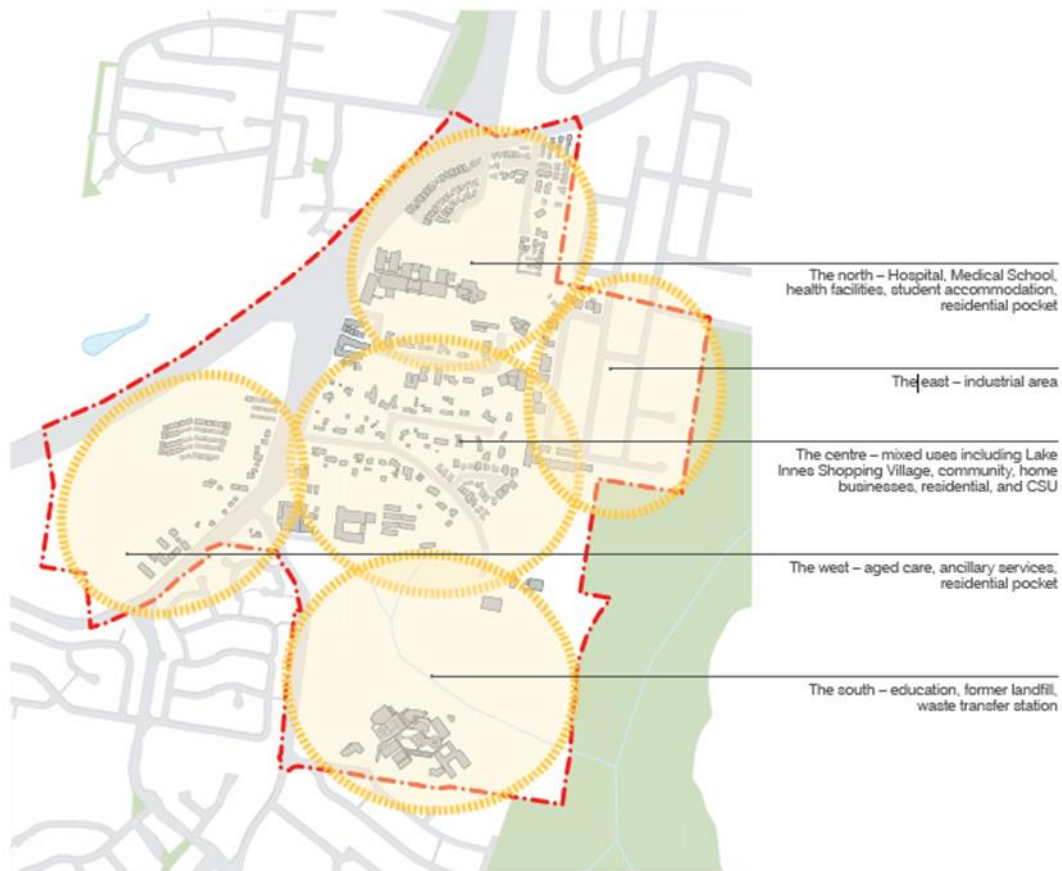 The north – Hospital, Medical School,
health facilities, student accommodation,
residential pocket
The east – industrial area
The centre – mixed uses including Lake
Innes Shopping Village, community, home
businesses, residential, and CSU
The west – aged care, ancillary services,
residential pocket
The south – education, former landfill,
waste transfer station